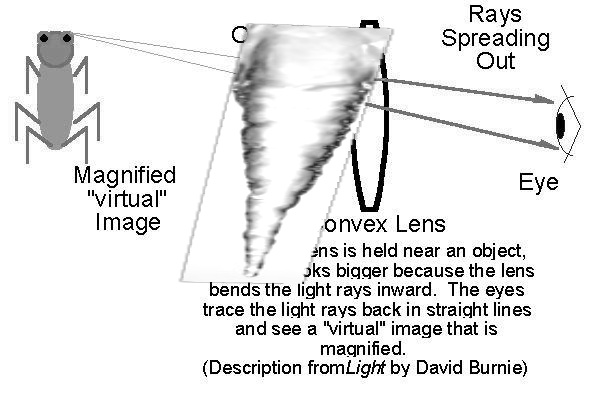 Rays
Spreading
Out
Magnified
"virtual"
Image
Eye
onvex Lens
ens is held near an object,
oks bigger because the lens
bends the light rays inward. The eyes
trace the light rays back in straight lines
and see a "virtual" image that is
magnified.
(Description fromLight by David Burnie)